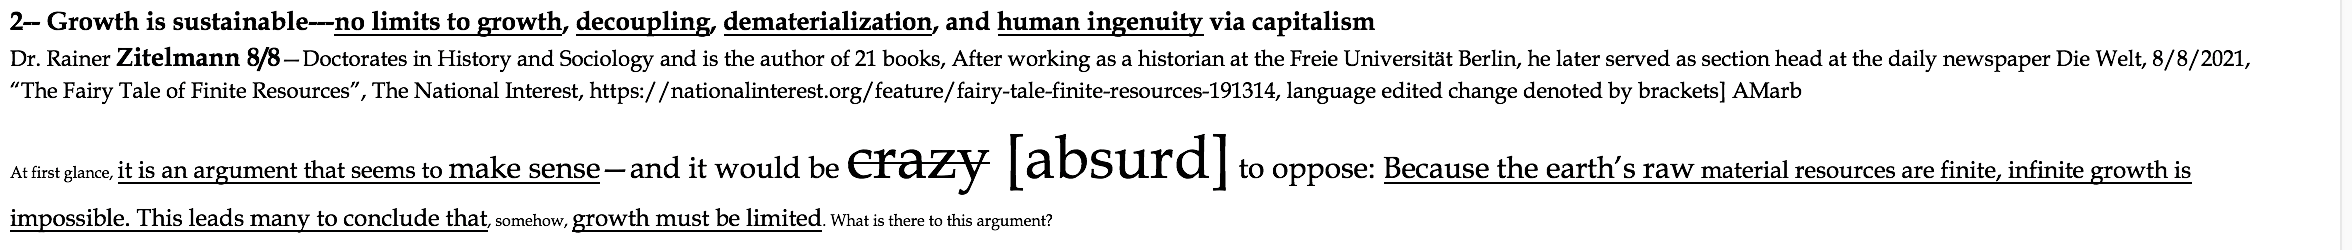 2-- Growth is sustainable---no limits to growth, decoupling, dematerialization, and human ingenuity via capitalism
Dr. Rainer Zitelmann 8/8—Doctorates in History and Sociology and is the author of 21 books, After working as a historian at the Freie Universität Berlin, he later served as section head at the daily newspaper Die Welt, 8/8/2021,
“The Fairy Tale of Finite Resources”, The National Interest, https://nationalinterest.org/feature/fairy-tale-finite-resources-191314, language edited change denoted by brackets] AMarb
At first glance, it is an argument that seems to make sense—and it would be crazy [absurd] to oppose: Because the earth’s raw material resources are finite, infinite growth is
impossible. This leads many to conclude that, somehow, growth must be limited. What is there to this argument?